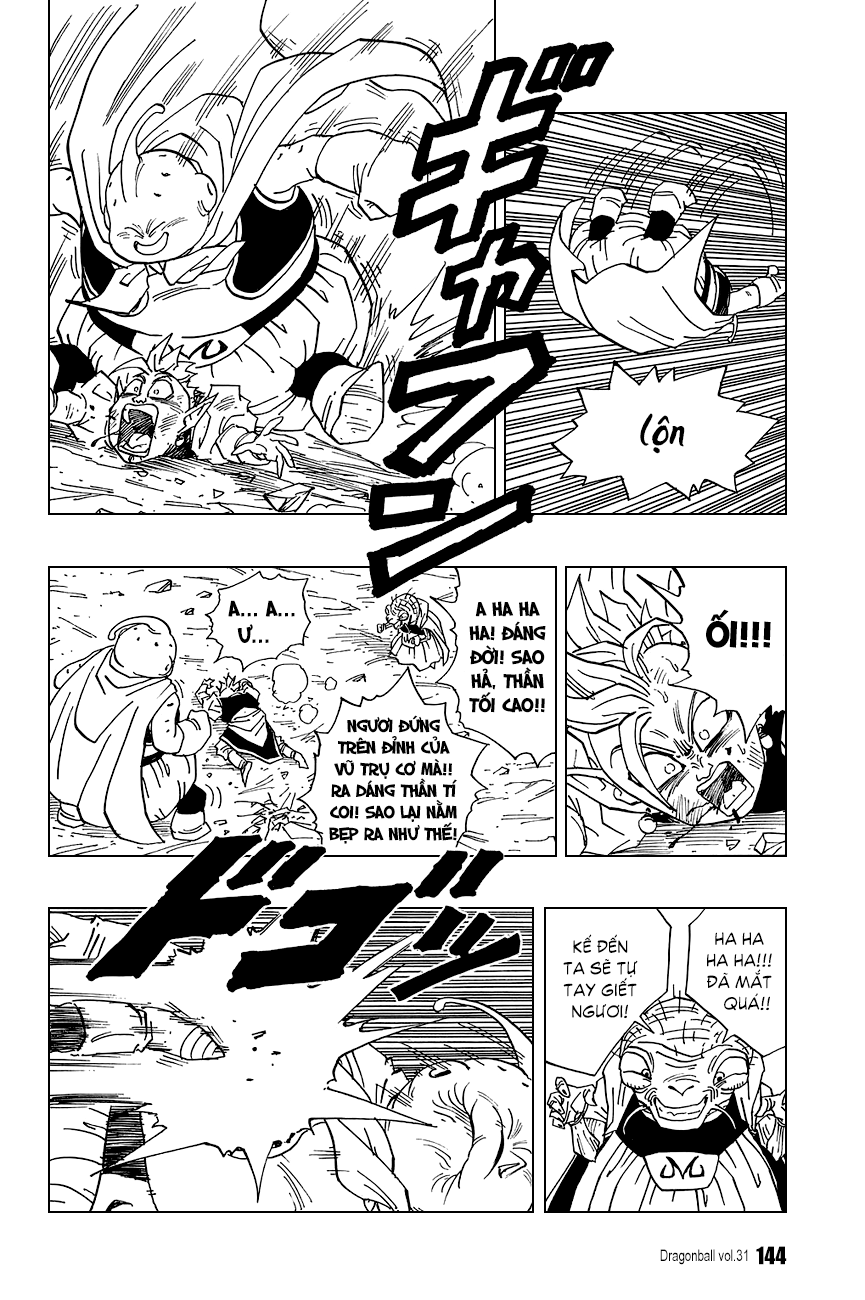 lộn
ギャフン
ỐI!!!
A HA HA
HA! ĐÁNG
ĐỜI! SAO
HẢ, THẦN
TỐI CAO!!
NGƯƠI ĐỨNG
TRÊN ĐỈNH CỦA
VŨ TRỤ CƠ MÀ!!
RA DÁNG THẦN TÍ
COI! SAO LẠI NẰM
BẸP RA NHƯ THẾ!
A... A...
Ư...
HA HA
HA HA!!!
ĐÃ MẮT
QUÁ!!
KẾ ĐẾN
TA SẼ TỰ
TAY GIẾT
NGƯƠI!
ドゴッ
Dragonball vol.31 144